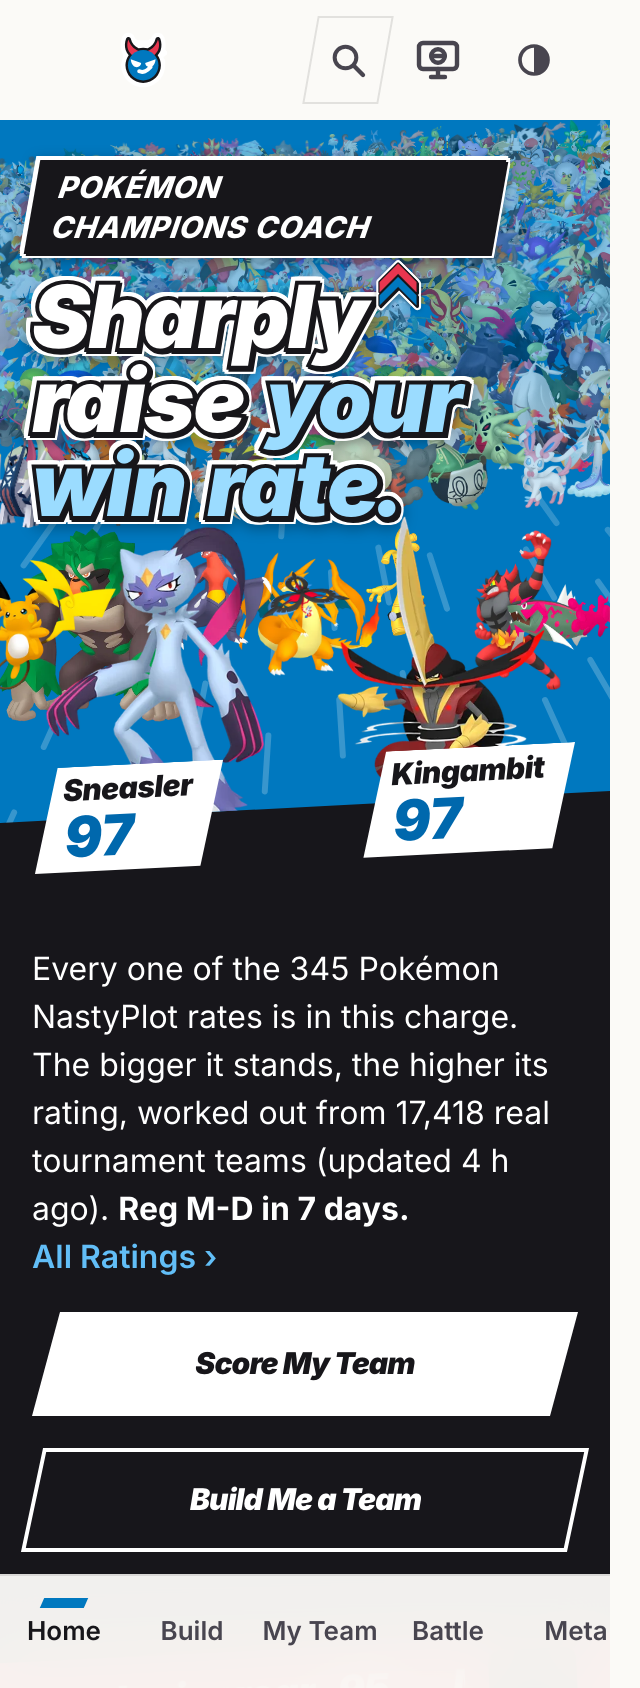 POKÉMON
CHAMPIONS COACH
Sharply
raise your
win rate.
Sneasler
97
Kingambit
97
Every one of the 345 Pokémon
NastyPlot rates is in this charge.
The bigger it stands, the higher its
rating, worked out from 17,418 real
tournament teams (updated 4 h
ago). Reg M-D in 7 days.
All Ratings ›
Score My Team
Build Me a Team
Home Build My Team Battle Meta